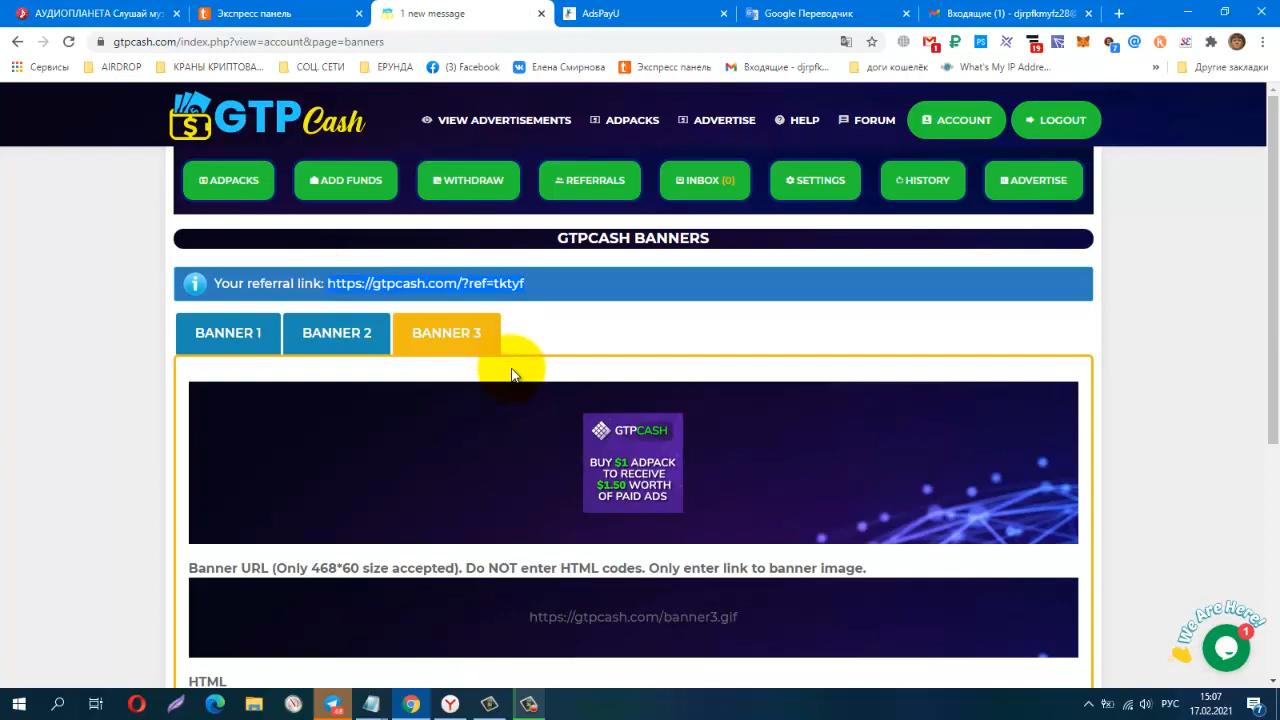 АУДИОПЛАНЕТА Слушай му
Экспресс панель
1 new message
AdsPayU
Google Переводчик
Входящие (1) - djrpfkmyfz28@
gtpcash.com/index.php?view=account&page=banners
Сервисы
AIRDROP
КРАНЫ КРИПТОВА...
СОЦ. СЕТИ
ЕРУНДА
(3) Facebook
Елена Смирнова
Экспресс панель
Входящие - djrpfk...
доги кошелёк
What's My IP Addre...
»
Другие закладки
GTP Cash
VIEW ADVERTISEMENTS
ADPACKS
ADVERTISE
HELP
FORUM
ACCOUNT
LOGOUT
ADPACKS
ADD FUNDS
WITHDRAW
REFERRALS
INBOX (0)
SETTINGS
HISTORY
ADVERTISE
GTPCASH BANNERS
Your referral link: https://gtpcash.com/?ref=tktyf
BANNER 1
BANNER 2
BANNER 3
GTPCASH
BUY $1 ADPACK
TO RECEIVE
$1.50 WORTH
OF PAID ADS
Banner URL (Only 468*60 size accepted). Do NOT enter HTML codes. Only enter link to banner image.
https://gtpcash.com/banner3.gif
HTML
We Are Here!
1
РУС
15:07
17.02.2021